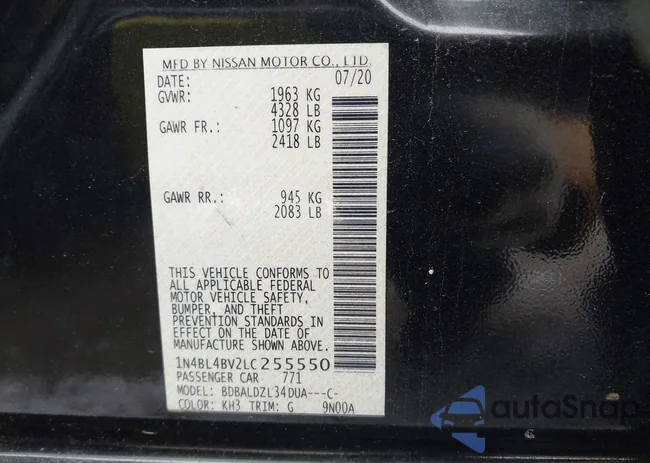 MFD BY NISSAN MOTOR CO., LTD.
DATE: 07/20
GVWR: 1963 KG
4328 LB
GAWR FR.: 1097 KG
2418 LB
GAWR RR.: 945 KG
2083 LB
THIS VEHICLE CONFORMS TO
ALL APPLICABLE FEDERAL
MOTOR VEHICLE SAFETY,
BUMPER, AND THEFT
PREVENTION STANDARDS IN
EFFECT ON THE DATE OF
MANUFACTURE SHOWN ABOVE.
1N4BL4BV2LC255550
PASSENGER CAR 771
MODEL: BDBALDZL34DUA---C-
COLOR: KH3 TRIM: G 9N00A
autoSnap